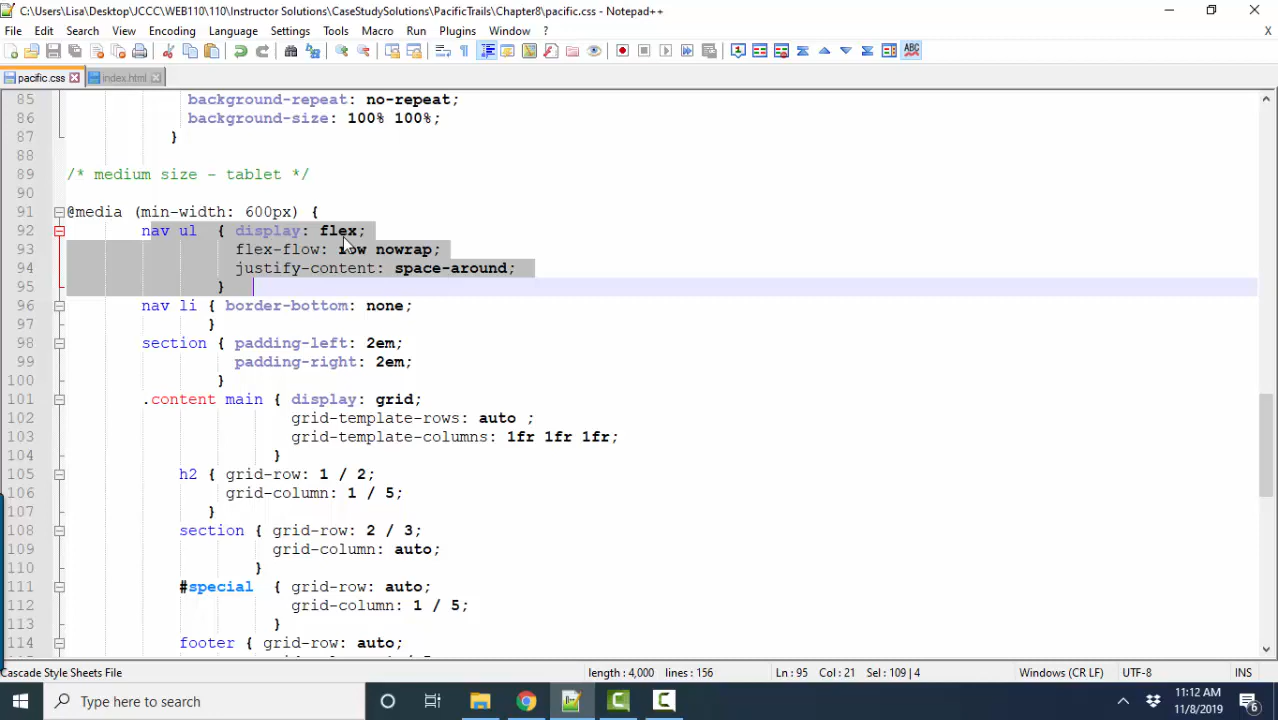 C:\Users\Lisa\Desktop\JCCC\WEB110\110\Instructor Solutions\CaseStudySolutions\PacificTrails\Chapter8\pacific.css - Notepad++
File Edit Search View Encoding Language Settings Tools Macro Run Plugins Window ? X
pacific.css index.html
85 background-repeat: no-repeat;
86 background-size: 100% 100%;
87 }
88
89 /* medium size - tablet */
90
91 @media (min-width: 600px) {
92 nav ul { display: flex;
93 flex-flow: row nowrap;
94 justify-content: space-around;
95 }
96 nav li { border-bottom: none;
97 }
98 section { padding-left: 2em;
99 padding-right: 2em;
100 }
101 .content main { display: grid;
102 grid-template-rows: auto ;
103 grid-template-columns: 1fr 1fr 1fr;
104 }
105 h2 { grid-row: 1 / 2;
106 grid-column: 1 / 5;
107 }
108 section { grid-row: 2 / 3;
109 grid-column: auto;
110 }
111 #special { grid-row: auto;
112 grid-column: 1 / 5;
113 }
114 footer { grid-row: auto;
Cascade Style Sheets File length : 4,000 lines : 156 Ln : 95 Col : 21 Sel : 109 | 4 Windows (CR LF) UTF-8 INS
Type here to search
11:12 AM
11/8/2019
6